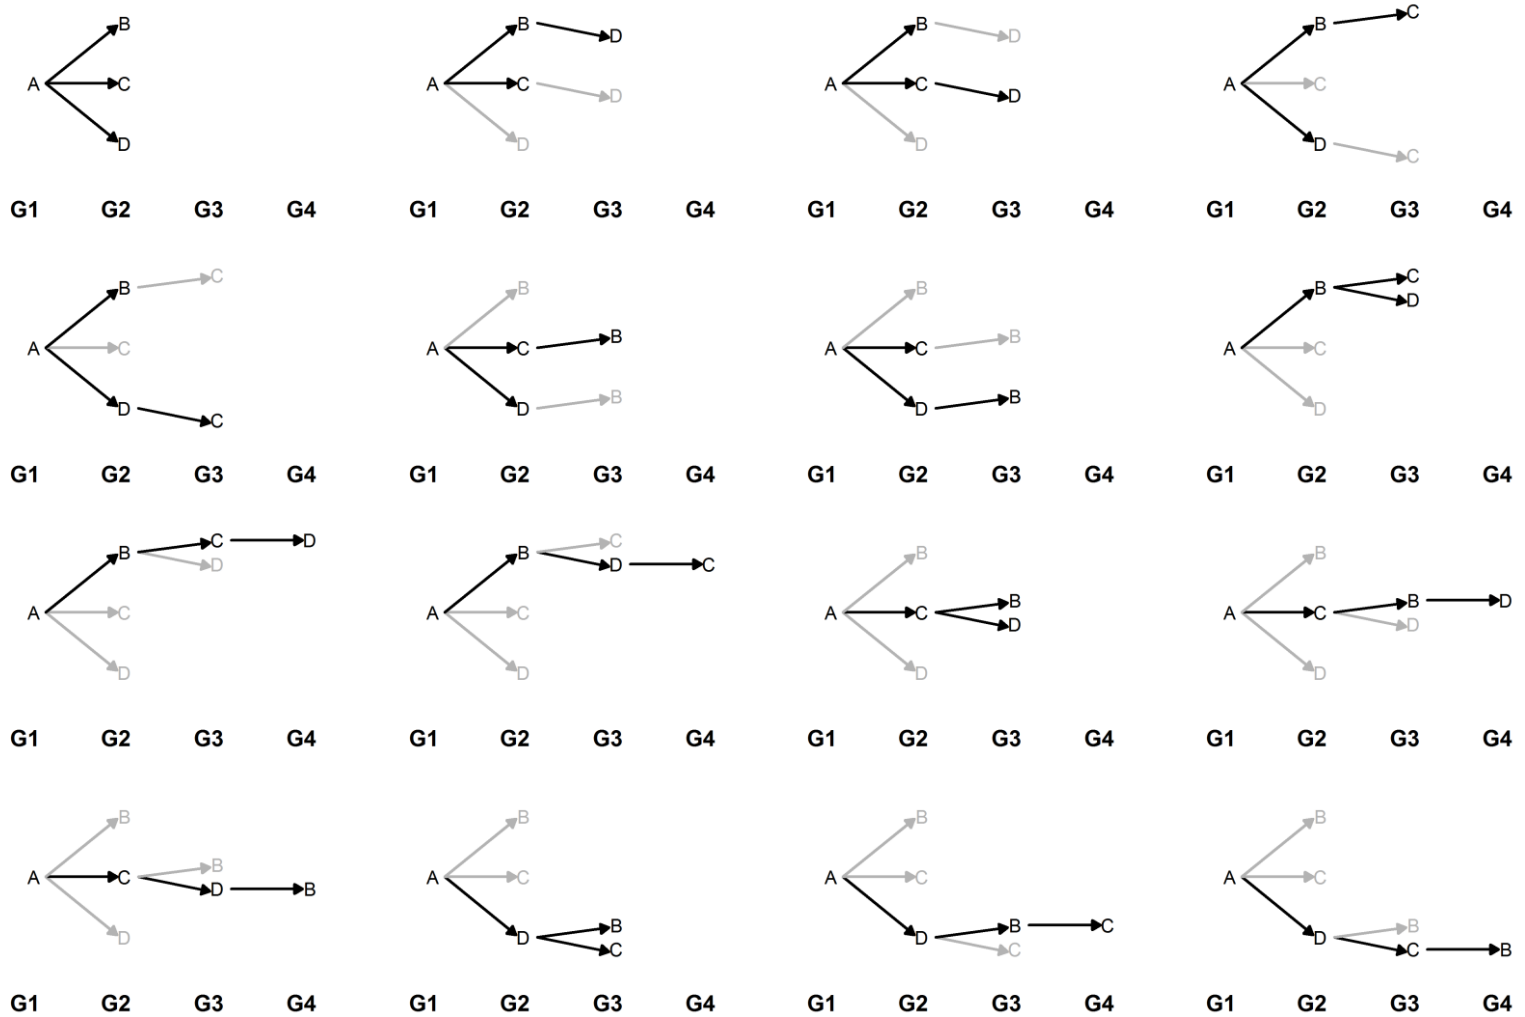 B B D B D B C
A C A C D A C D A C
D D D D C
G1 G2 G3 G4 G1 G2 G3 G4 G1 G2 G3 G4 G1 G2 G3 G4
B C B B B C D
A C A C B A C B A C
D C D B D B D
G1 G2 G3 G4 G1 G2 G3 G4 G1 G2 G3 G4 G1 G2 G3 G4
B C D D B C D C B B
A C A C A C B D A C B D D
D D D D
G1 G2 G3 G4 G1 G2 G3 G4 G1 G2 G3 G4 G1 G2 G3 G4
B B B B
A C B D B A C A C A C
D D B C D B C C D B C B
G1 G2 G3 G4 G1 G2 G3 G4 G1 G2 G3 G4 G1 G2 G3 G4